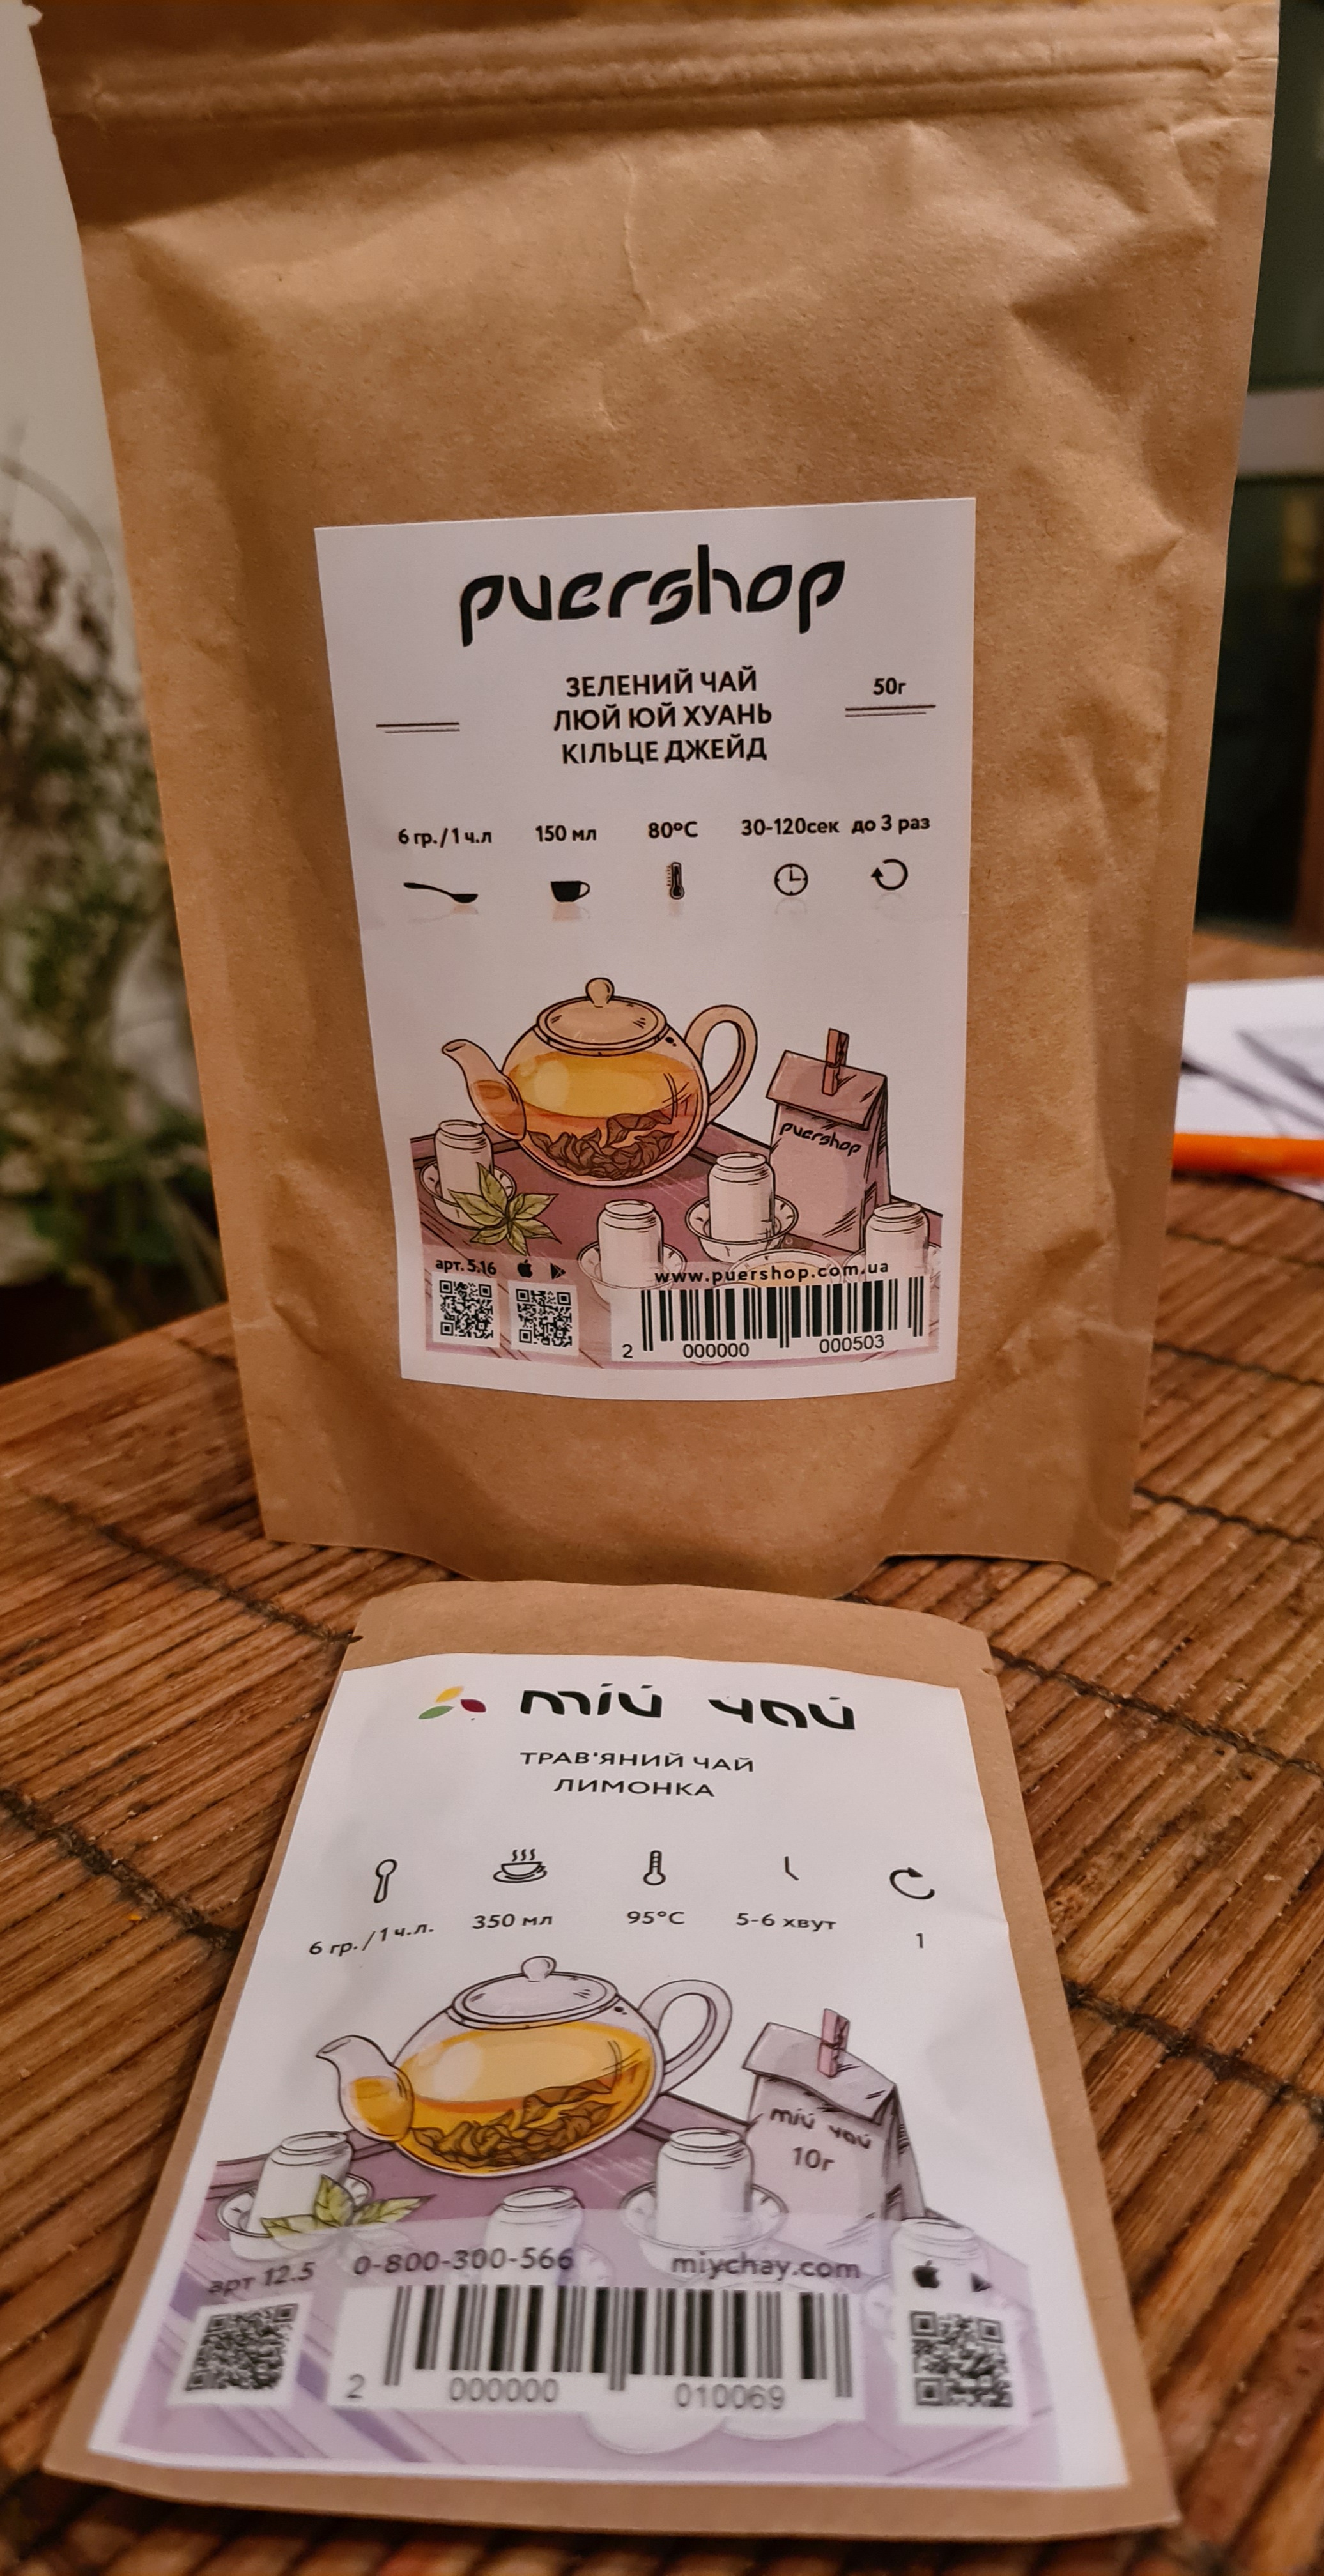 puershop
ЗЕЛЕНИЙ ЧАЙ
ЛЮЙ ЮЙ ХУАНЬ
КІЛЬЦЕ ДЖЕЙД
50г
6 гр./1 ч.л 150 мл 80°C 30-120сек до 3 раз
puershop
арт. 5.16
www.puershop.com.ua
2 000000 000503
мій чай
ТРАВ'ЯНИЙ ЧАЙ
ЛИМОНКА
6 гр./1 ч.л. 350 мл 95°C 5-6 хвут 1
мій чай
10г
арт 12.5 0-800-300-566 miychay.com
2 000000 010069